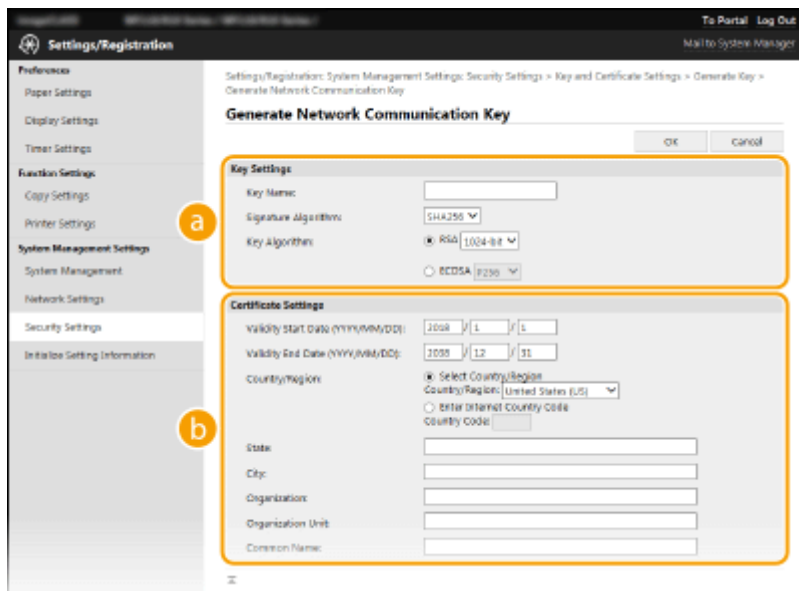 To Portal Log Out
Settings/Registration
Mail to System Manager
Preferences
Paper Settings
Display Settings
Timer Settings
Function Settings
Copy Settings
Printer Settings
System Management Settings
System Management
Network Settings
Security Settings
Initialize Setting Information
Settings/Registration: System Management Settings: Security Settings > Key and Certificate Settings > Generate Key >
Generate Network Communication Key
Generate Network Communication Key
OK Cancel
a
Key Settings
Key Name:
Signature Algorithm: SHA256
Key Algorithm: RSA 1024-bit
ECDSA P256
b
Certificate Settings
Validity Start Date (YYYY/MM/DD): 2018 / 1 / 1
Validity End Date (YYYY/MM/DD): 2038 / 12 / 31
Country/Region: Select Country/Region
Country/Region: United States (US)
Enter Internet Country Code
Country Code:
State:
City:
Organization:
Organization Unit:
Common Name: